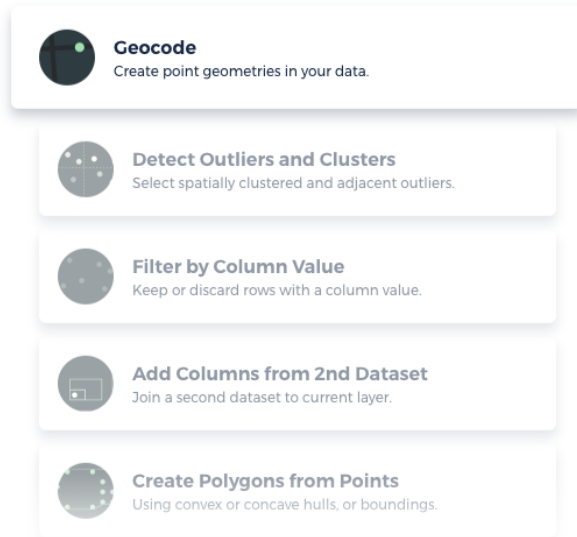 Geocode
Create point geometries in your data.
Detect Outliers and Clusters
Select spatially clustered and adjacent outliers.
Filter by Column Value
Keep or discard rows with a column value.
Add Columns from 2nd Dataset
Join a second dataset to current layer.
Create Polygons from Points
Using convex or concave hulls, or boundings.